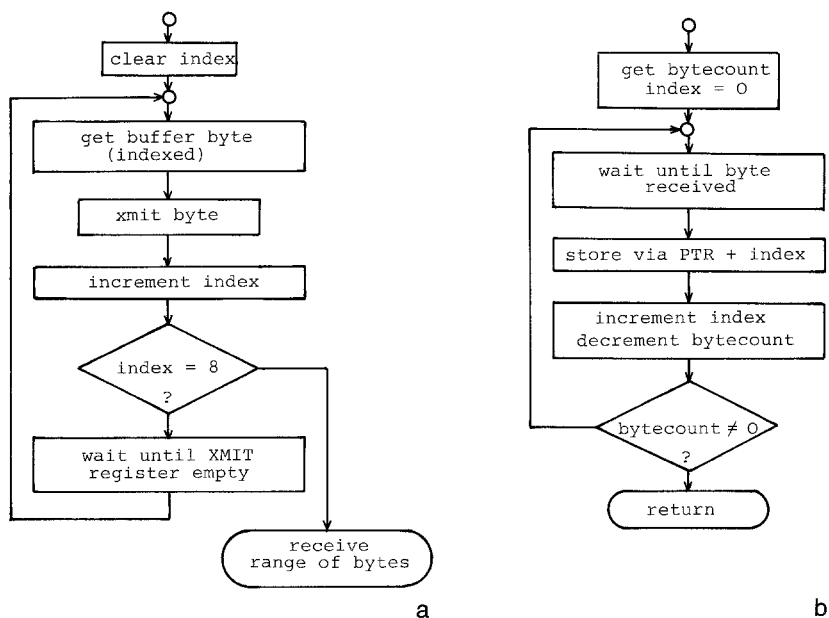 clear index
get buffer byte
(indexed)
xmit byte
increment index
index = 8
?
wait until XMIT
register empty
receive
range of bytes
a
get bytecount
index = 0
wait until byte
received
store via PTR + index
increment index
decrement bytecount
bytecount ≠ 0
?
return
b